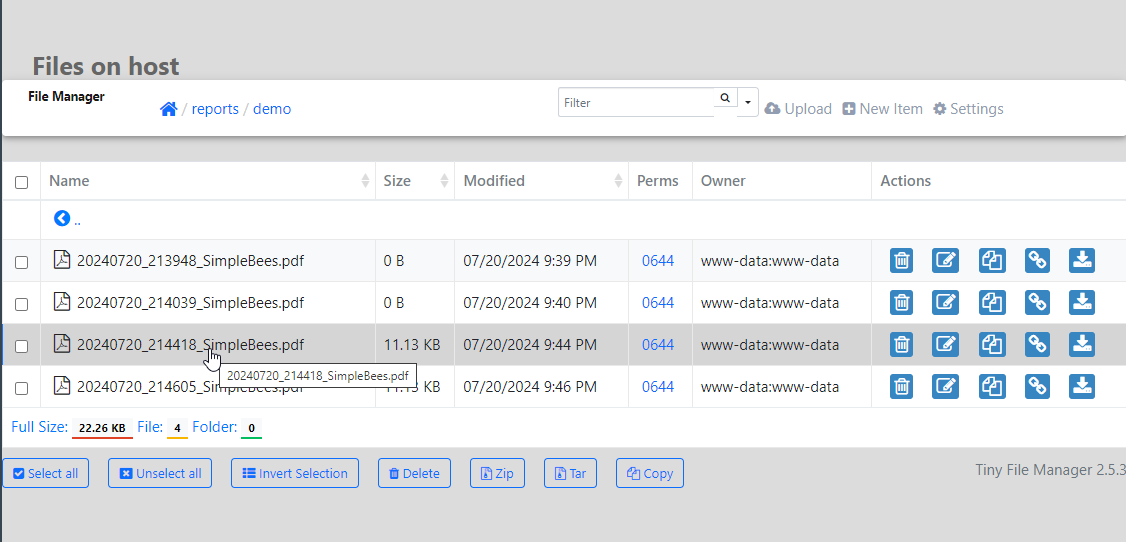 Files on host
File Manager
/ reports / demo
Filter
Upload
New Item
Settings
Name Size Modified Perms Owner Actions
..
20240720_213948_SimpleBees.pdf 0 B 07/20/2024 9:39 PM 0644 www-data:www-data
20240720_214039_SimpleBees.pdf 0 B 07/20/2024 9:40 PM 0644 www-data:www-data
20240720_214418_SimpleBees.pdf 11.13 KB 07/20/2024 9:44 PM 0644 www-data:www-data
20240720_214418_SimpleBees.pdf
20240720_214605_SimpleBees.pdf 11.13 KB 07/20/2024 9:46 PM 0644 www-data:www-data
Full Size: 22.26 KB File: 4 Folder: 0
Select all
Unselect all
Invert Selection
Delete
Zip
Tar
Copy
Tiny File Manager 2.5.3